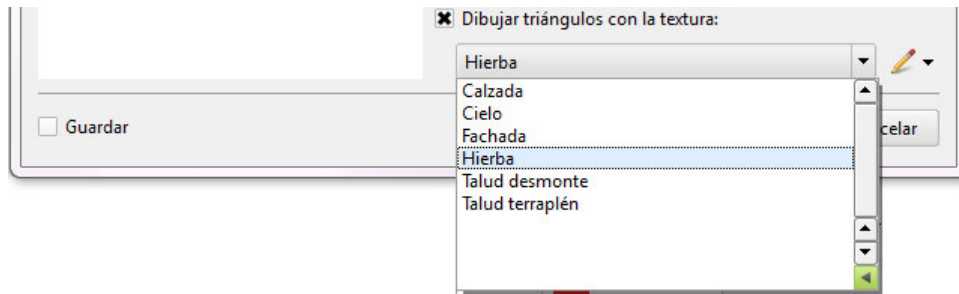 Dibujar triángulos con la textura:
Hierba
Calzada
Cielo
Fachada
Hierba
Talud desmonte
Talud terraplén
Guardar
celar